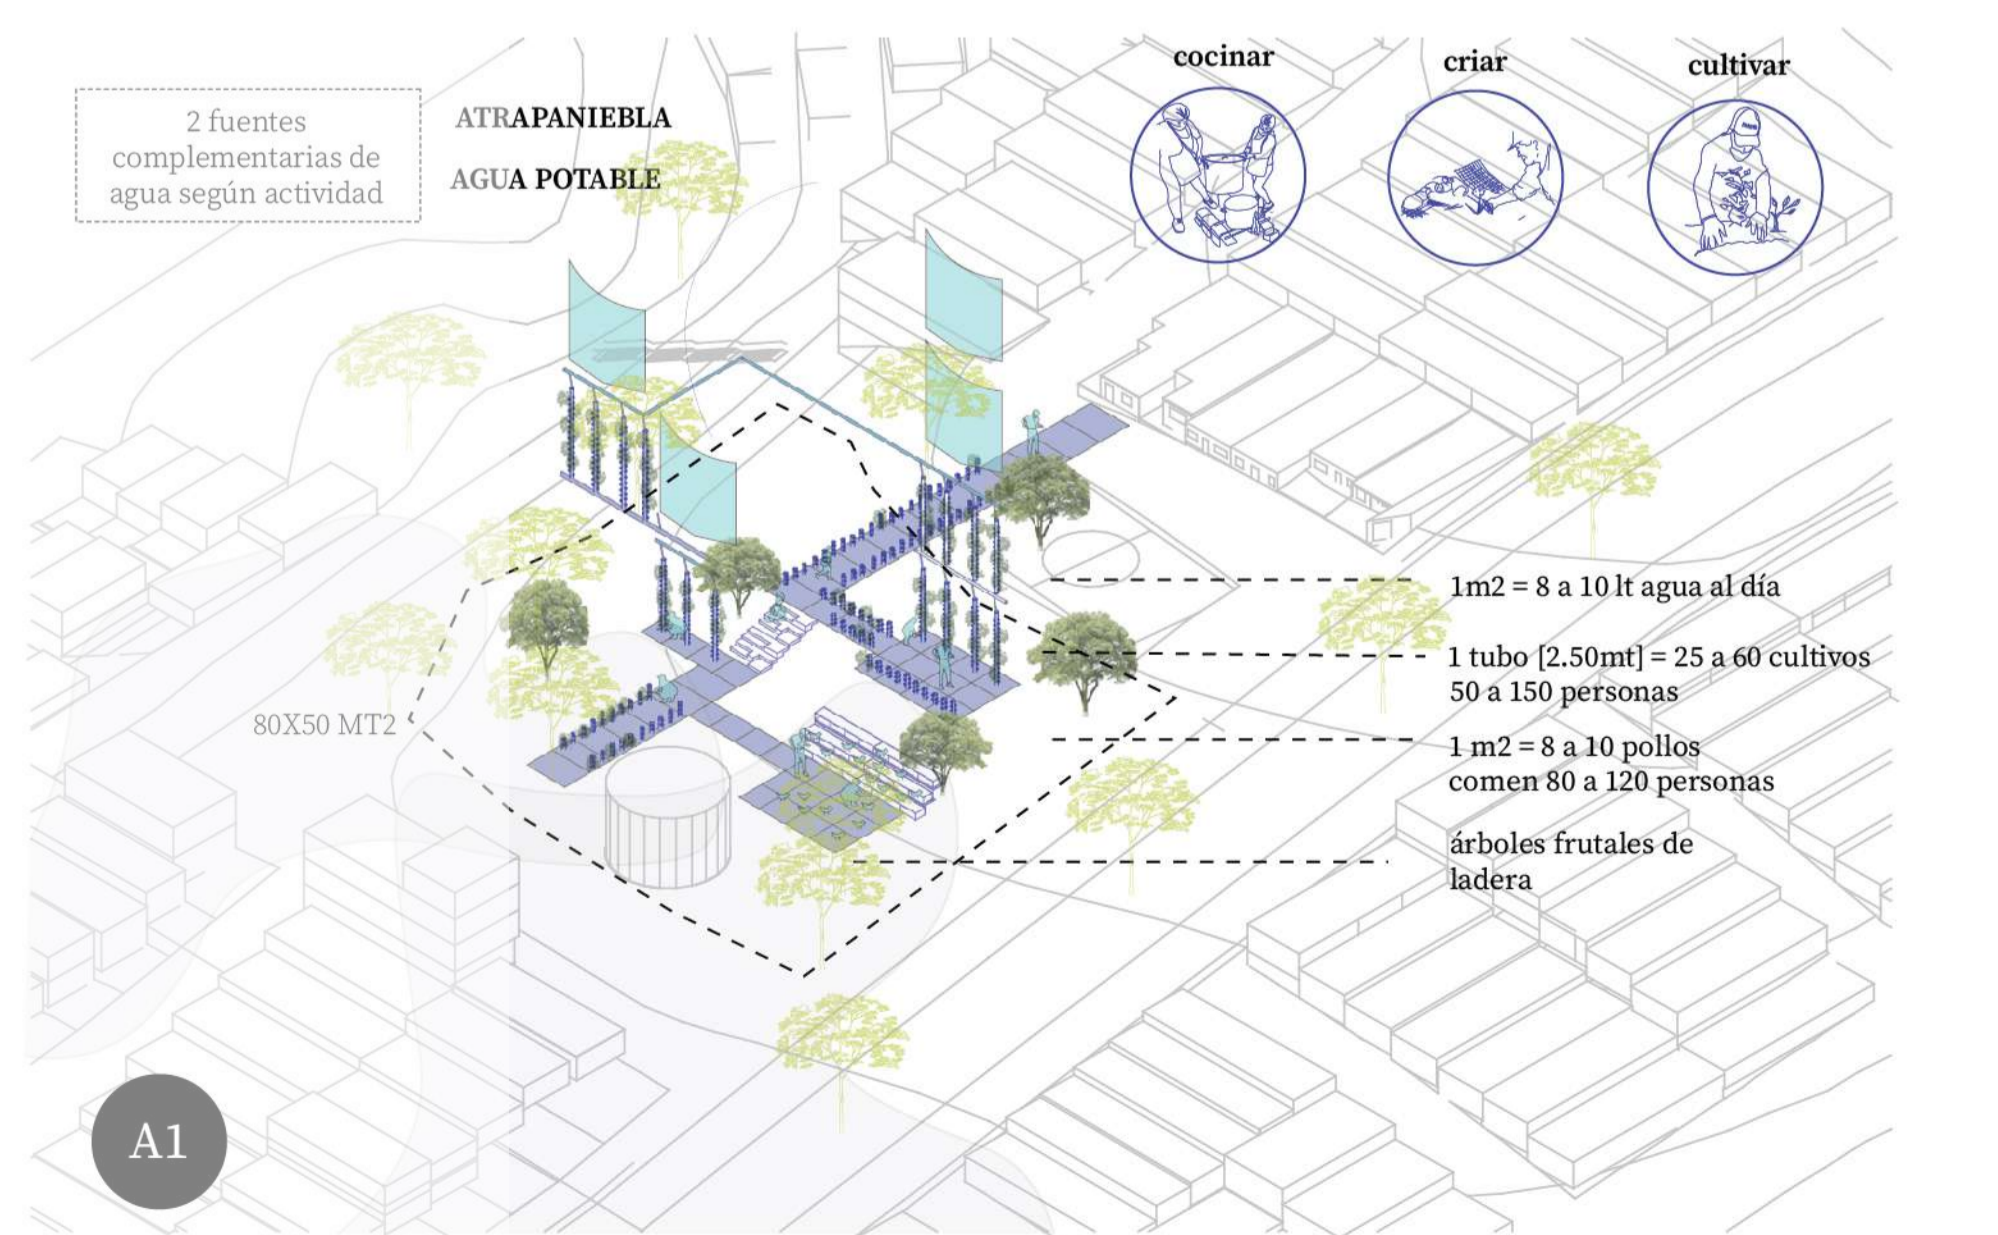 2 fuentes
complementarias de
agua según actividad
ATRAPANIEBLA
AGUA POTABLE
cocinar
criar
cultivar
1m2 = 8 a 10 lt agua al día
1 tubo [2.50mt] = 25 a 60 cultivos
50 a 150 personas
80X50 MT2
1 m2 = 8 a 10 pollos
comen 80 a 120 personas
árboles frutales de
ladera
A1